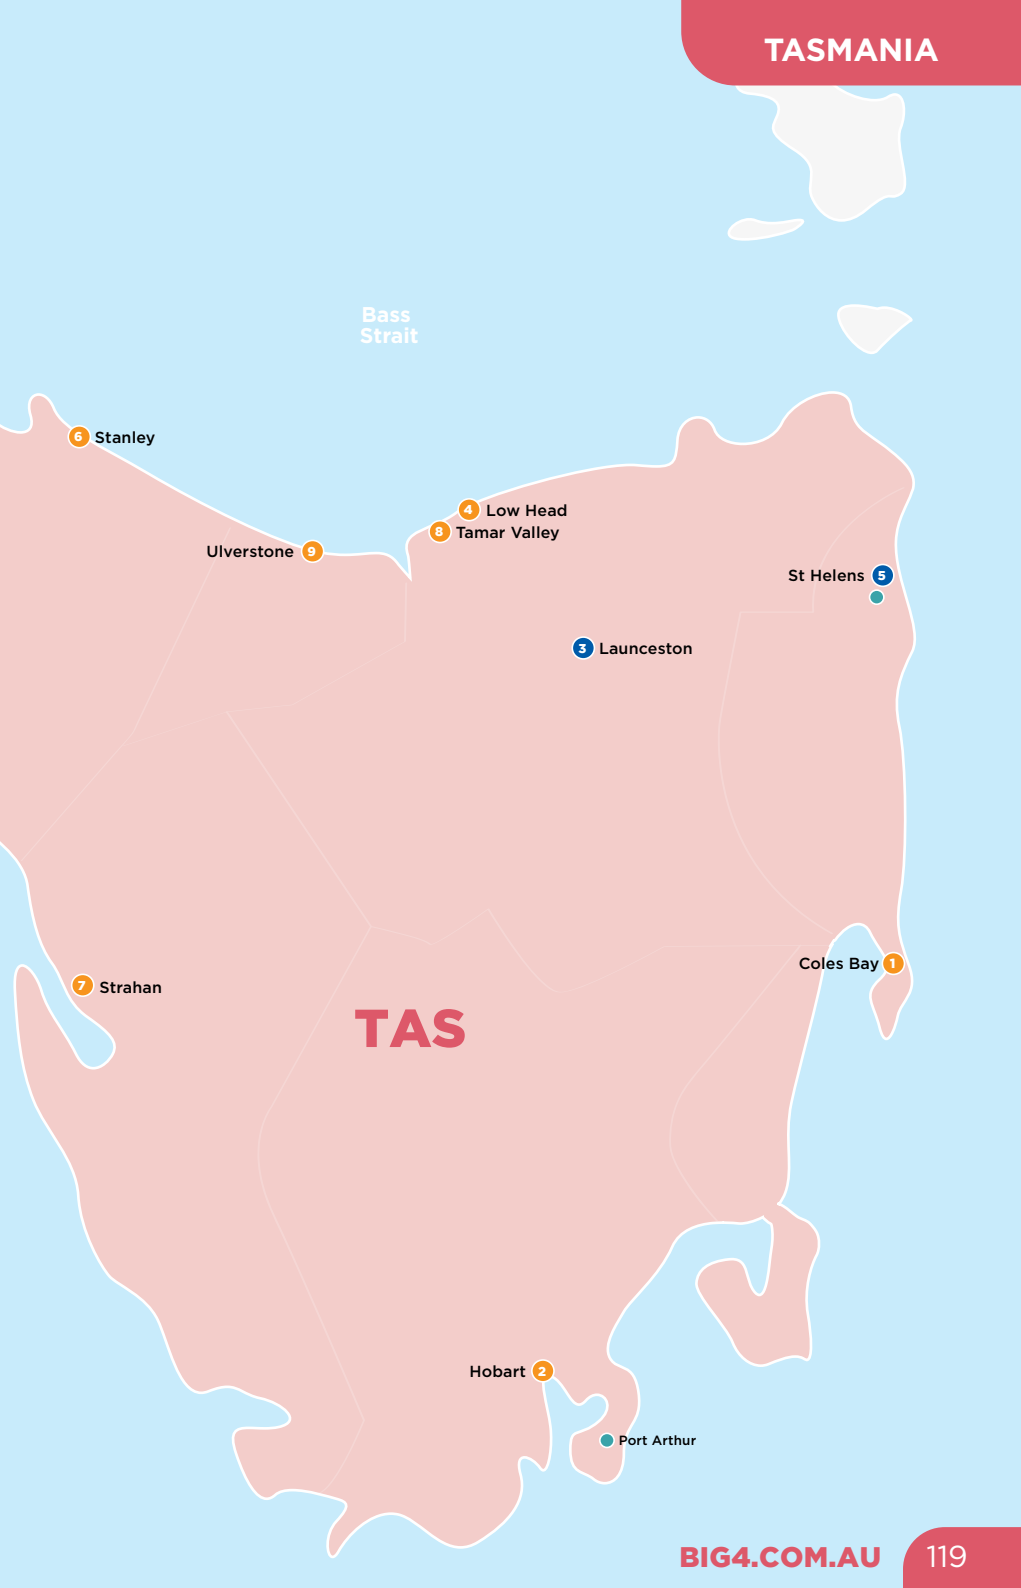 TASMANIA
Bass
Strait
6 Stanley
4 Low Head
8 Tamar Valley
Ulverstone 9
St Helens 5
3 Launceston
Coles Bay 1
7 Strahan
TAS
Hobart 2
Port Arthur
BIG4.COM.AU 119